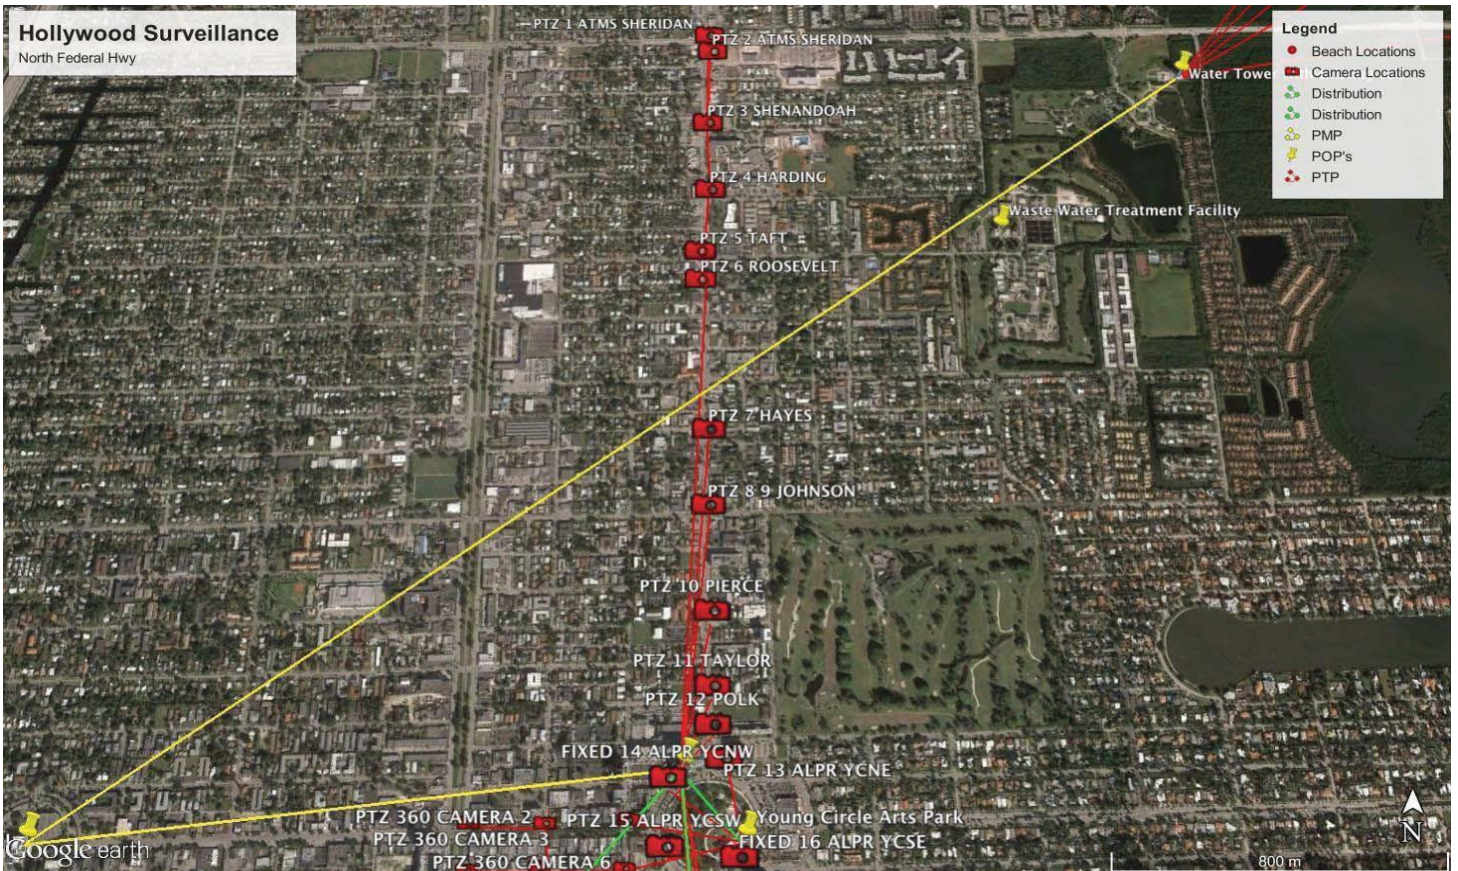 Hollywood Surveillance
North Federal Hwy
PTZ 1 ATMS SHERIDAN
PTZ 2 ATMS SHERIDAN
Legend
Beach Locations
Camera Locations
Distribution
Distribution
PMP
POP's
PTP
Water Tower
PTZ 3 SHENANDOAH
PTZ 4 HARDING
Waste Water Treatment Facility
PTZ 5 TAFT
PTZ 6 ROOSEVELT
PTZ 7 HAYES
PTZ 8 9 JOHNSON
PTZ 10 PIERCE
PTZ 11 TAYLOR
PTZ 12 POLK
FIXED 14 ALPR YCNW
PTZ 13 ALPR YCNE
PTZ 360 CAMERA 2
PTZ 15 ALPR YCSW
Young Circle Arts Park
PTZ 360 CAMERA 3
FIXED 16 ALPR YCSE
PTZ 360 CAMERA 6
Google earth
N
800 m